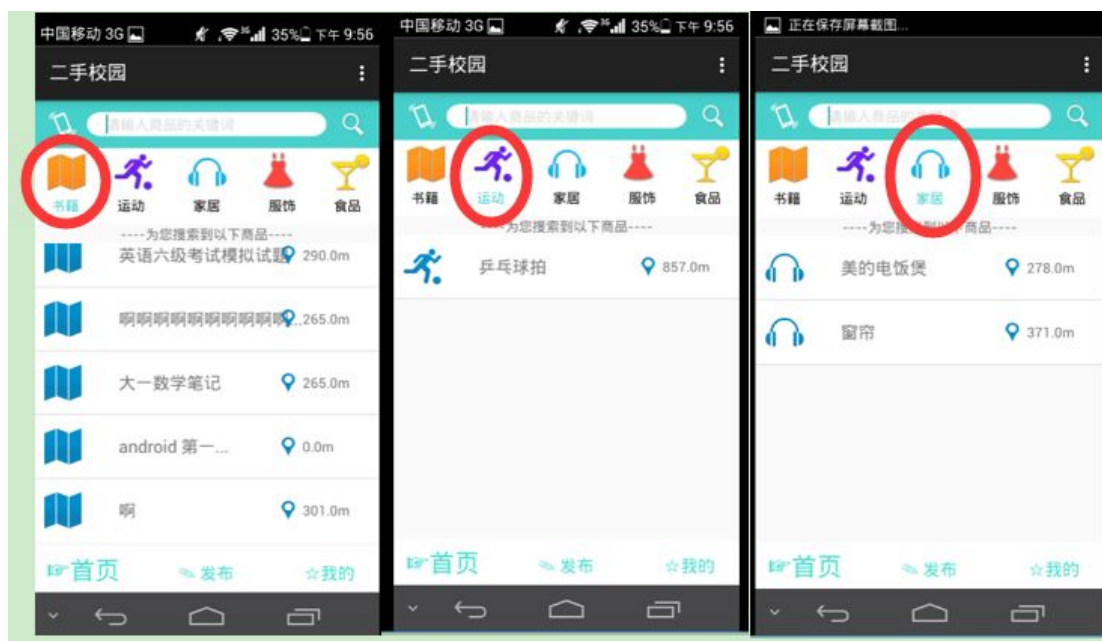 中国移动 3G 35% 下午 9:56
二手校园
请输入商品的关键词
书籍 运动 家居 服饰 食品
----为您搜索到以下商品----
英语六级考试模拟试题 290.0m
啊啊啊啊啊啊啊啊啊啊... 265.0m
大一数学笔记 265.0m
android 第一... 0.0m
啊 301.0m
首页 发布 我的
中国移动 3G 35% 下午 9:56
二手校园
请输入商品的关键词
书籍 运动 家居 服饰 食品
----为您搜索到以下商品----
乒乓球拍 857.0m
首页 发布 我的
正在保存屏幕截图...
二手校园
请输入商品的关键词
书籍 运动 家居 服饰 食品
----为您搜索到以下商品----
美的电饭煲 278.0m
窗帘 371.0m
首页 发布 我的